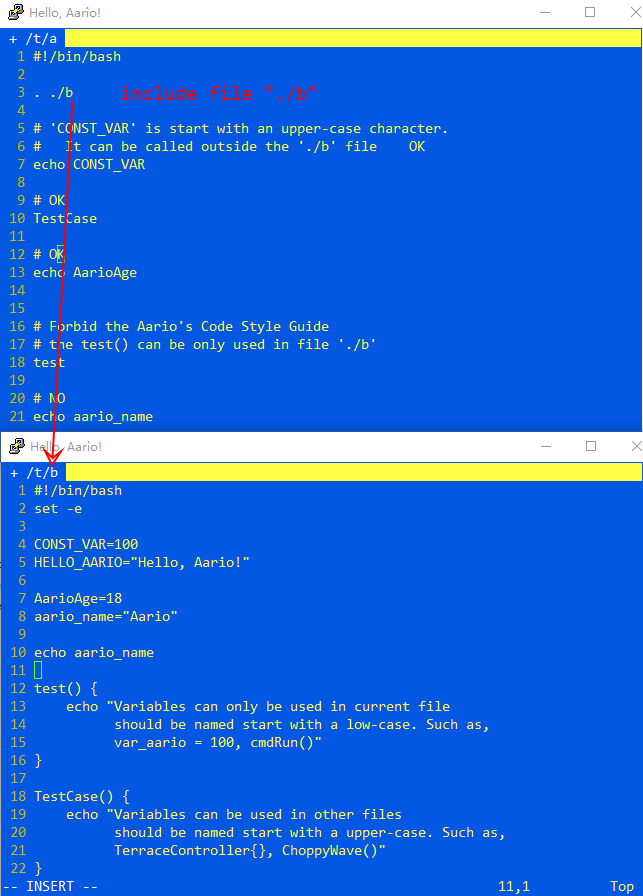 Hello, Aario!
+ /t/a
1 #!/bin/bash
2
3 . ./b include file "./b"
4
5 # 'CONST_VAR' is start with an upper-case character.
6 #   It can be called outside the './b' file    OK
7 echo CONST_VAR
8
9 # OK
10 TestCase
11
12 # OK
13 echo AarioAge
14
15
16 # Forbid the Aario's Code Style Guide
17 # the test() can be only used in file './b'
18 test
19
20 # NO
21 echo aario_name
Hello, Aario!
+ /t/b
1 #!/bin/bash
2 set -e
3
4 CONST_VAR=100
5 HELLO_AARIO="Hello, Aario!"
6
7 AarioAge=18
8 aario_name="Aario"
9
10 echo aario_name
11
12 test() {
13     echo "Variables can only be used in current file
14           should be named start with a low-case. Such as,
15           var_aario = 100, cmdRun()"
16 }
17
18 TestCase() {
19     echo "Variables can be used in other files
20           should be named start with a upper-case. Such as,
21           TerraceController{}, ChoppyWave()"
22 }
-- INSERT -- 11,1 Top